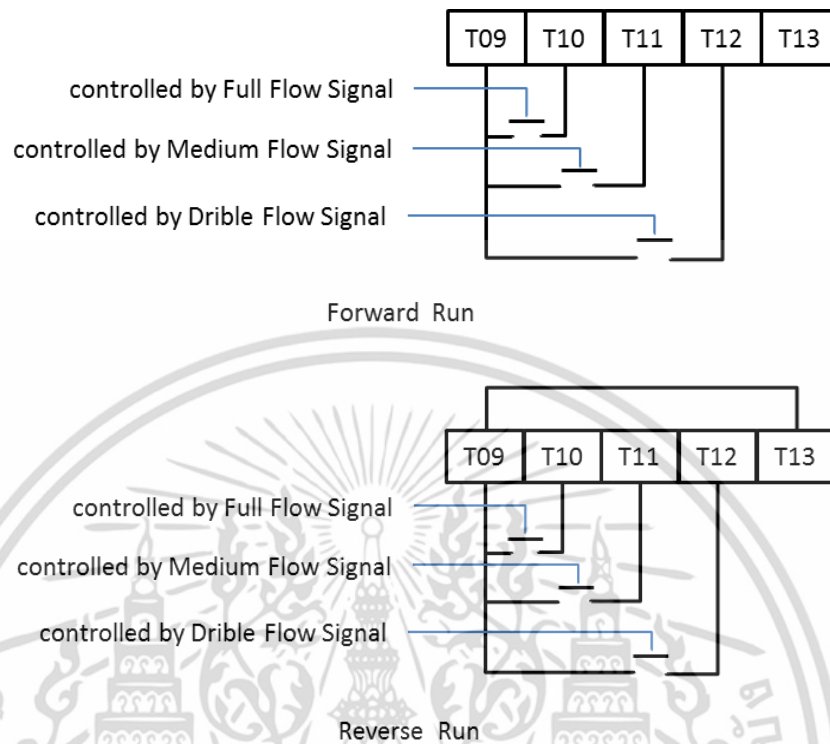 T09 T10 T11 T12 T13
controlled by Full Flow Signal
controlled by Medium Flow Signal
controlled by Drible Flow Signal
Forward Run
T09 T10 T11 T12 T13
controlled by Full Flow Signal
controlled by Medium Flow Signal
controlled by Drible Flow Signal
Reverse Run